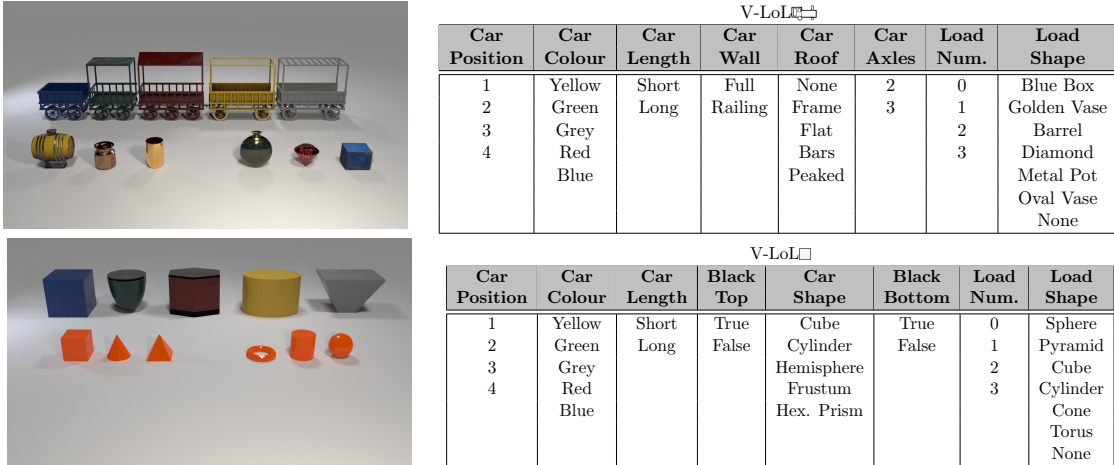 V-LoL
Car Car Car Car Car Car Load Load
Position Colour Length Wall Roof Axles Num. Shape
1 Yellow Short Full None 2 0 Blue Box
2 Green Long Railing Frame 3 1 Golden Vase
3 Grey Flat 2 Barrel
4 Red Bars 3 Diamond
Blue Peaked Metal Pot
Oval Vase
None
V-LoL
Car Car Car Black Car Black Load Load
Position Colour Length Top Shape Bottom Num. Shape
1 Yellow Short True Cube True 0 Sphere
2 Green Long False Cylinder False 1 Pyramid
3 Grey Hemisphere 2 Cube
4 Red Frustum 3 Cylinder
Blue Hex. Prism Cone
Torus
None